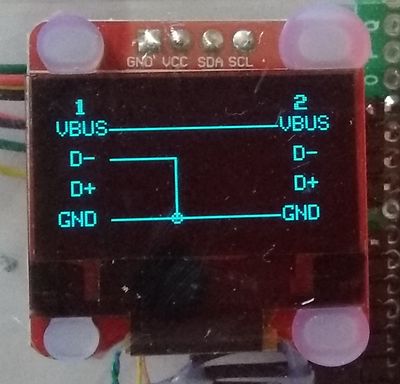 GND VCC SDA SCL
1 2
VBUS VBUS
D- D-
D+ D+
GND GND